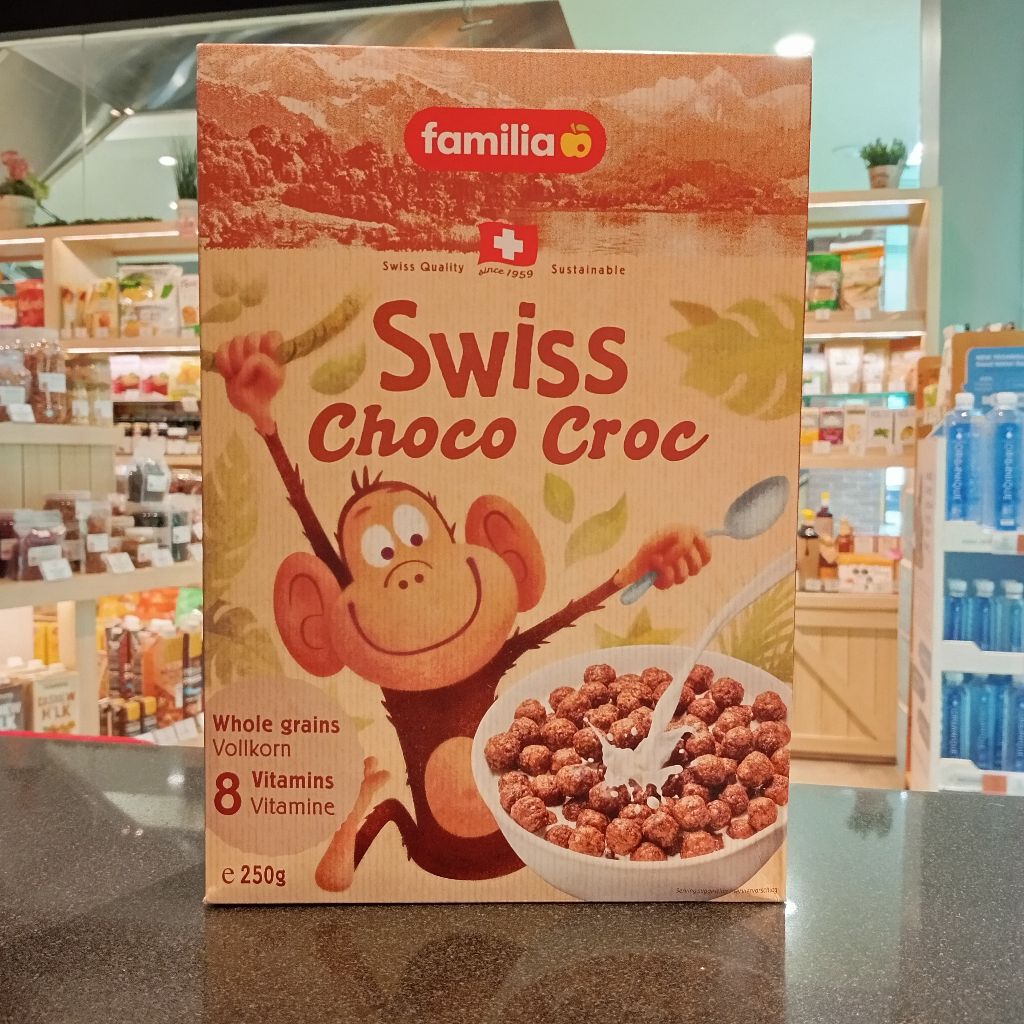 familia
Swiss Quality since 1959 Sustainable
Swiss
Choco Croc
Whole grains
Vollkorn
8 Vitamins
Vitamine
e 250g